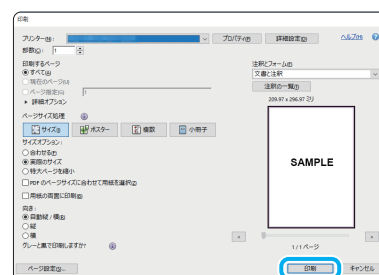 印刷
プリンター(N): プロパティ(P) 詳細設定(D) ヘルプ(H)
部数(C): 1
印刷するページ
すべて(A)
現在のページ(U)
ページ指定(G) 1
詳細オプション
ページサイズ処理
サイズ(I) ポスター 複数 小冊子
サイズオプション:
合わせる(F)
実際のサイズ
特大ページを縮小
PDF のページサイズに合わせて用紙を選択(Z)
用紙の両面に印刷(B)
向き:
自動縦/横(R)
縦
横
グレーと黒で印刷しますか?
注釈とフォーム(M)
文書と注釈
注釈の一覧(T)
209.97 x 296.97 ミリ
SAMPLE
< >
1/1ページ
ページ設定(S)... 印刷 キャンセル